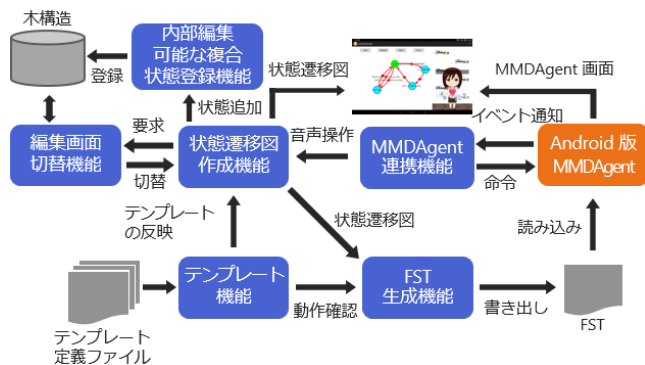 木構造
内部編集
可能な複合
状態登録機能
登録
状態遷移図
MMDAgent 画面
状態追加
イベント通知
編集画面
切替機能
要求
切替
状態遷移図
作成機能
音声操作
MMDAgent
連携機能
命令
Android 版
MMDAgent
テンプレート
の反映
状態遷移図
読み込み
テンプレート
機能
動作確認
FST
生成機能
書き出し
FST
テンプレート
定義ファイル